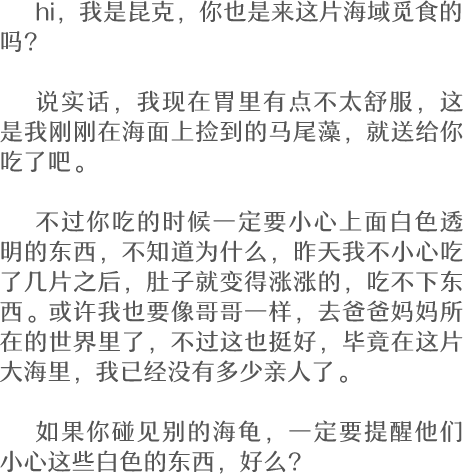 hi，我是昆克，你也是来这片海域觅食的
吗？
说实话，我现在胃里有点不太舒服，这
是我刚刚在海面上捡到的马尾藻，就送给你
吃了吧。
不过你吃的时候一定要小心上面白色透
明的东西，不知道为什么，昨天我不小心吃
了几片之后，肚子就变得涨涨的，吃不下东
西。或许我也要像哥哥一样，去爸爸妈妈所
在的世界里了，不过这也挺好，毕竟在这片
大海里，我已经没有多少亲人了。
如果你碰见别的海龟，一定要提醒他们
小心这些白色的东西，好么？